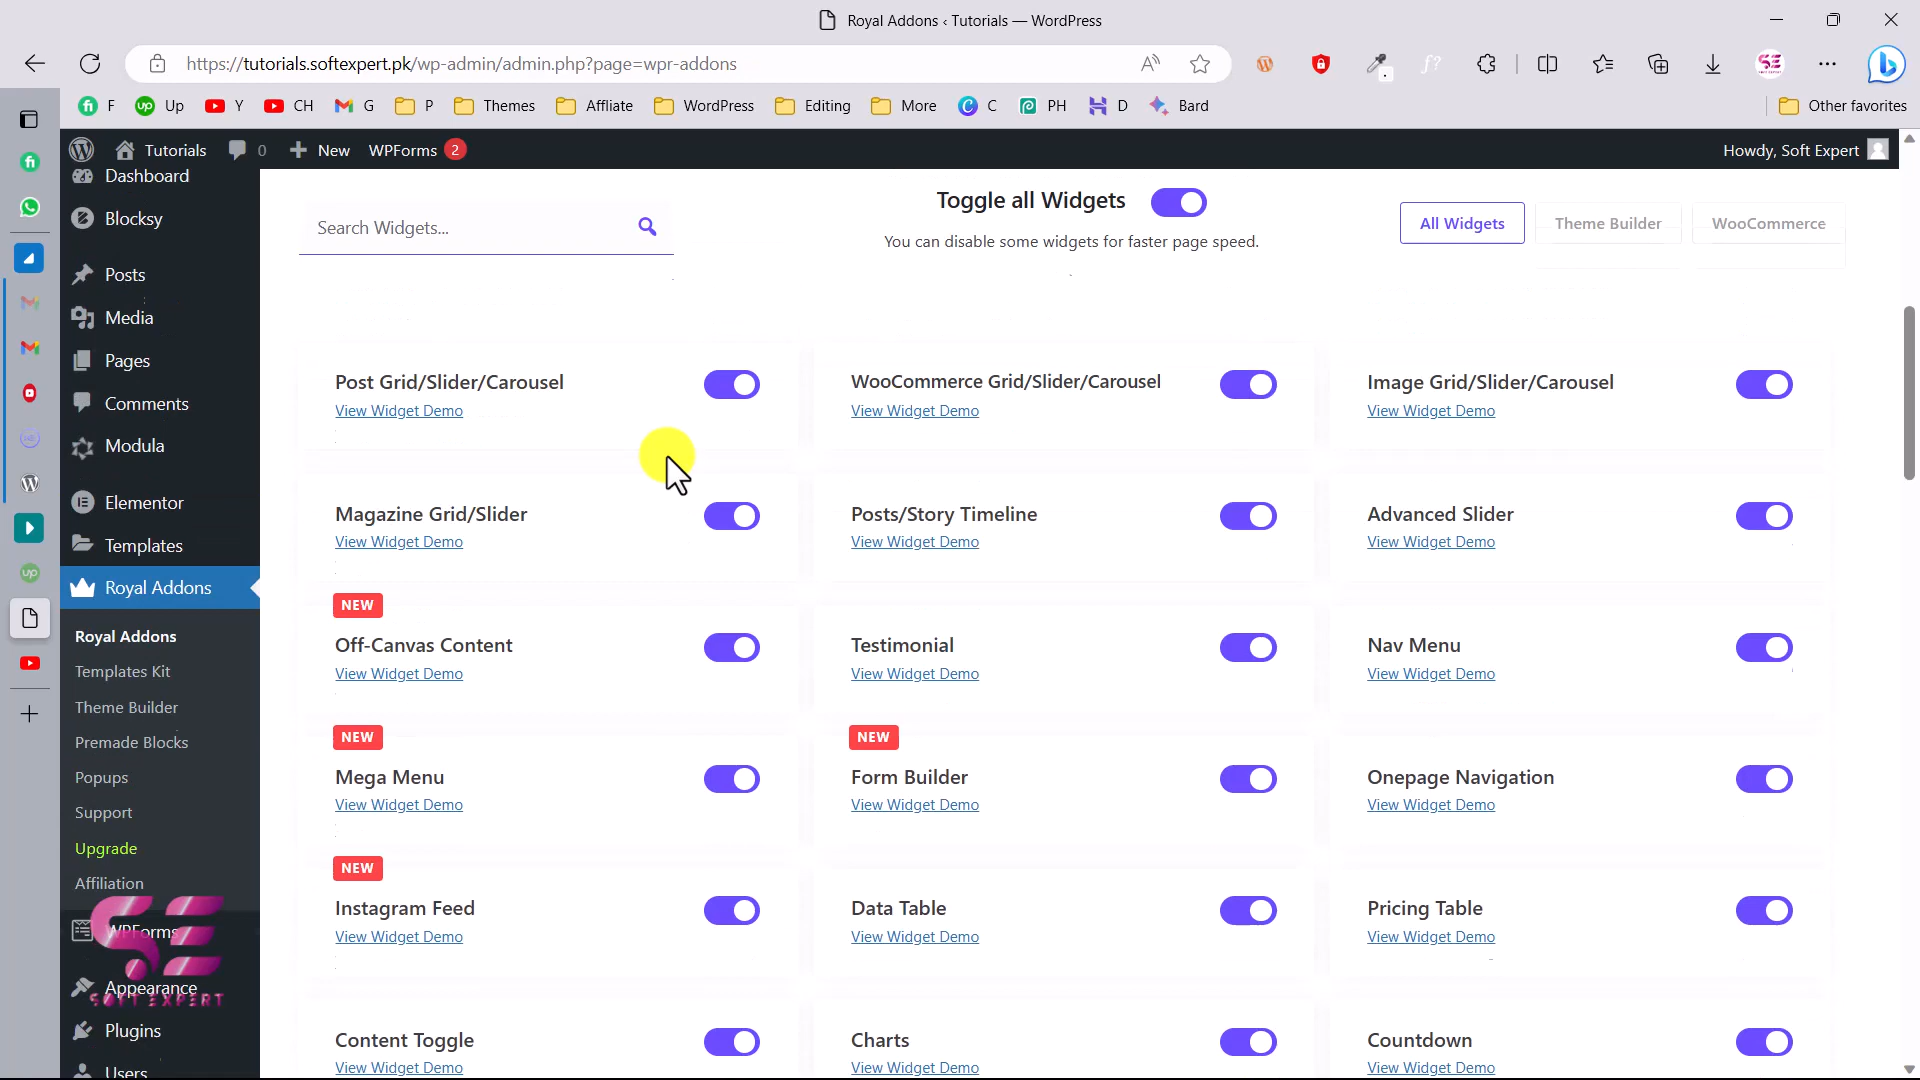 Royal Addons ‹ Tutorials — WordPress
https://tutorials.softexpert.pk/wp-admin/admin.php?page=wpr-addons
F Up Y CH G P Themes Affliate WordPress Editing More C PH D Bard Other favorites
Tutorials 0 New WPForms 2 Howdy, Soft Expert
Dashboard
Blocksy
Posts
Media
Pages
Comments
Modula
Elementor
Templates
Royal Addons
Royal Addons
Templates Kit
Theme Builder
Premade Blocks
Popups
Support
Upgrade
Affiliation
WPForms
Appearance
SOFT EXPERT
Plugins
Users
Search Widgets...
Toggle all Widgets
You can disable some widgets for faster page speed.
All Widgets Theme Builder WooCommerce
Post Grid/Slider/Carousel
View Widget Demo
WooCommerce Grid/Slider/Carousel
View Widget Demo
Image Grid/Slider/Carousel
View Widget Demo
Magazine Grid/Slider
View Widget Demo
Posts/Story Timeline
View Widget Demo
Advanced Slider
View Widget Demo
NEW
Off-Canvas Content
View Widget Demo
Testimonial
View Widget Demo
Nav Menu
View Widget Demo
NEW
Mega Menu
View Widget Demo
NEW
Form Builder
View Widget Demo
Onepage Navigation
View Widget Demo
NEW
Instagram Feed
View Widget Demo
Data Table
View Widget Demo
Pricing Table
View Widget Demo
Content Toggle
View Widget Demo
Charts
View Widget Demo
Countdown
View Widget Demo